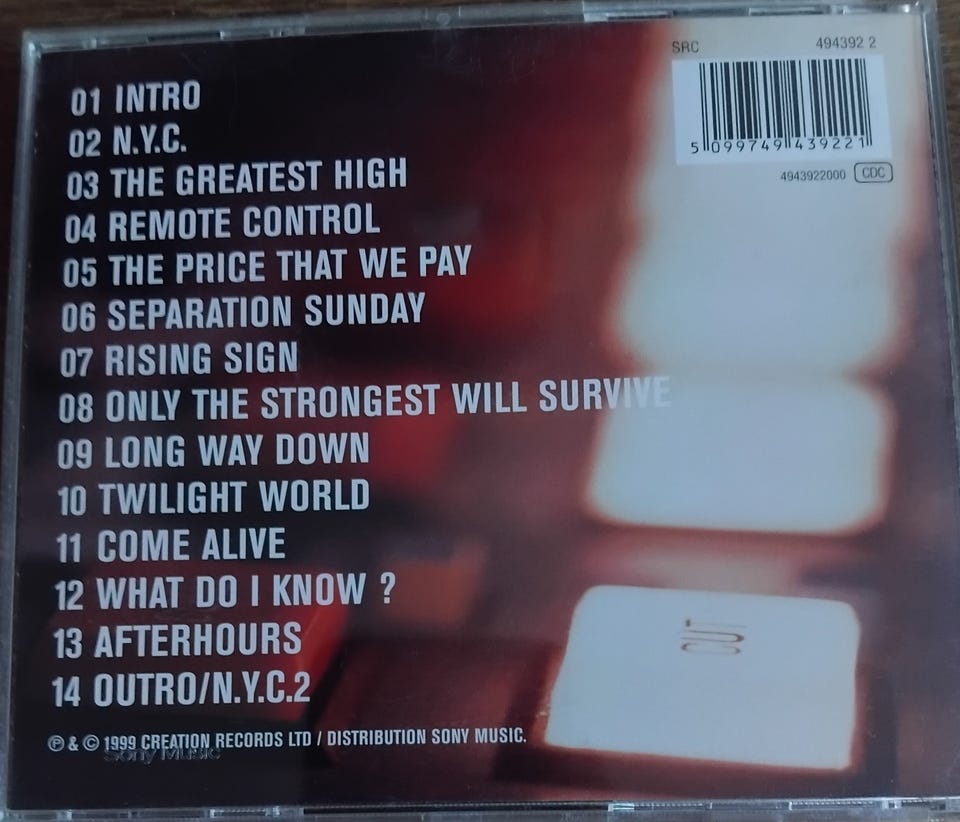 SRC 494392 2
5 099749 439221
4943922000 CDC
01 INTRO
02 N.Y.C.
03 THE GREATEST HIGH
04 REMOTE CONTROL
05 THE PRICE THAT WE PAY
06 SEPARATION SUNDAY
07 RISING SIGN
08 ONLY THE STRONGEST WILL SURVIVE
09 LONG WAY DOWN
10 TWILIGHT WORLD
11 COME ALIVE
12 WHAT DO I KNOW ?
13 AFTERHOURS
14 OUTRO/N.Y.C.2
CUT
℗ & © 1999 CREATION RECORDS LTD / DISTRIBUTION SONY MUSIC.
Sony Music